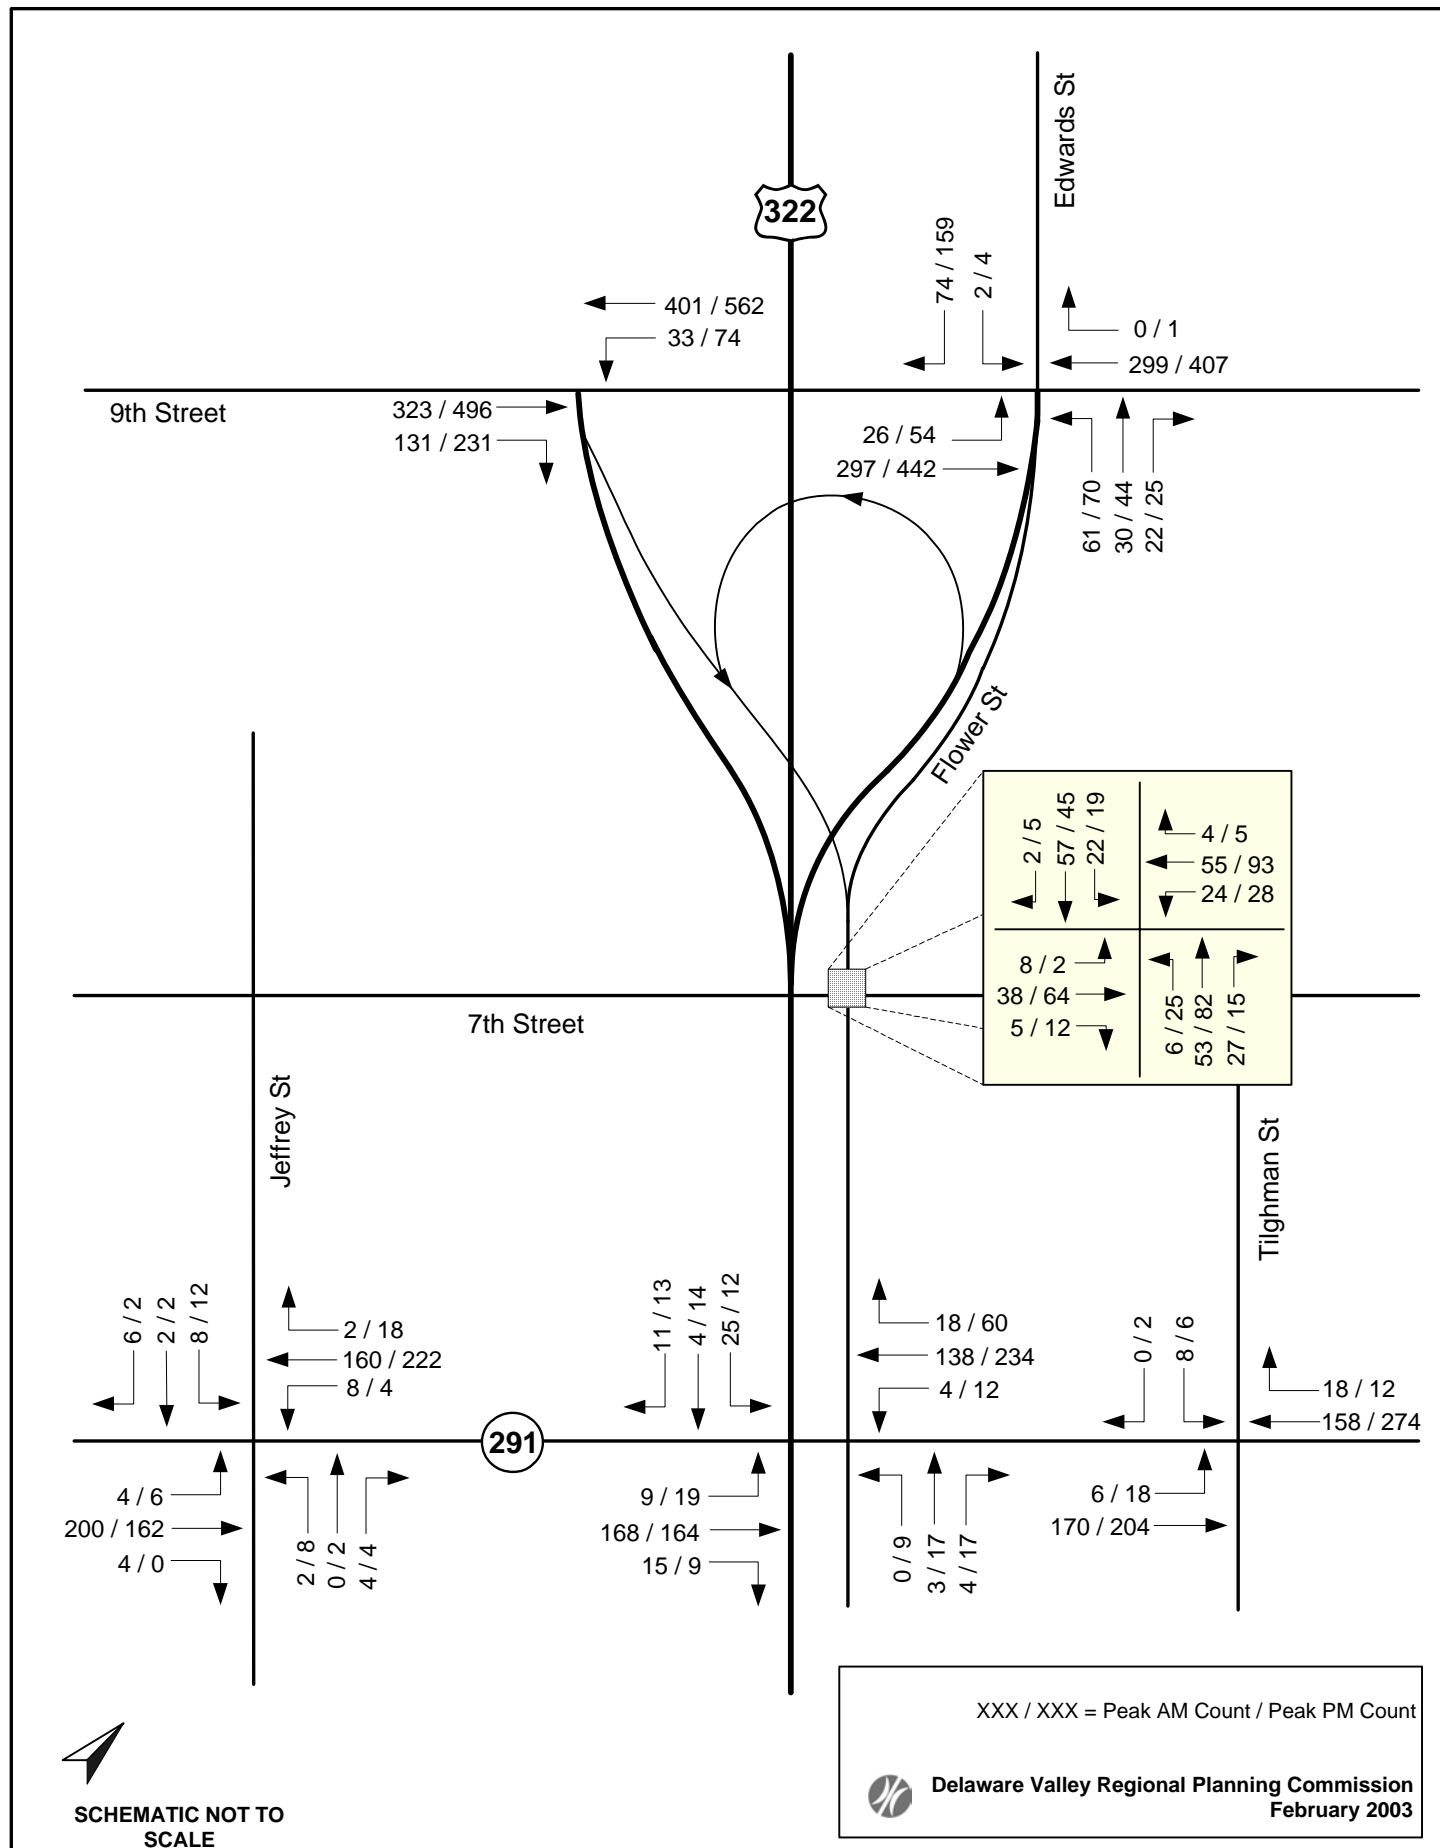 Edwards St
322
74 / 159
2 / 4
401 / 562
33 / 74
0 / 1
299 / 407
9th Street
323 / 496
131 / 231
26 / 54
297 / 442
61 / 70
30 / 44
22 / 25
Flower St
2 / 5
57 / 45
22 / 19
4 / 5
55 / 93
24 / 28
8 / 2
38 / 64
5 / 12
6 / 25
53 / 82
27 / 15
7th Street
Jeffrey St
Tilghman St
6 / 2
2 / 2
8 / 12
2 / 18
160 / 222
8 / 4
11 / 13
4 / 14
25 / 12
18 / 60
138 / 234
4 / 12
0 / 2
8 / 6
18 / 12
158 / 274
291
4 / 6
200 / 162
4 / 0
2 / 8
0 / 2
4 / 4
9 / 19
168 / 164
15 / 9
0 / 9
3 / 17
4 / 17
6 / 18
170 / 204
XXX / XXX = Peak AM Count / Peak PM Count
Delaware Valley Regional Planning Commission
February 2003
SCHEMATIC NOT TO
SCALE